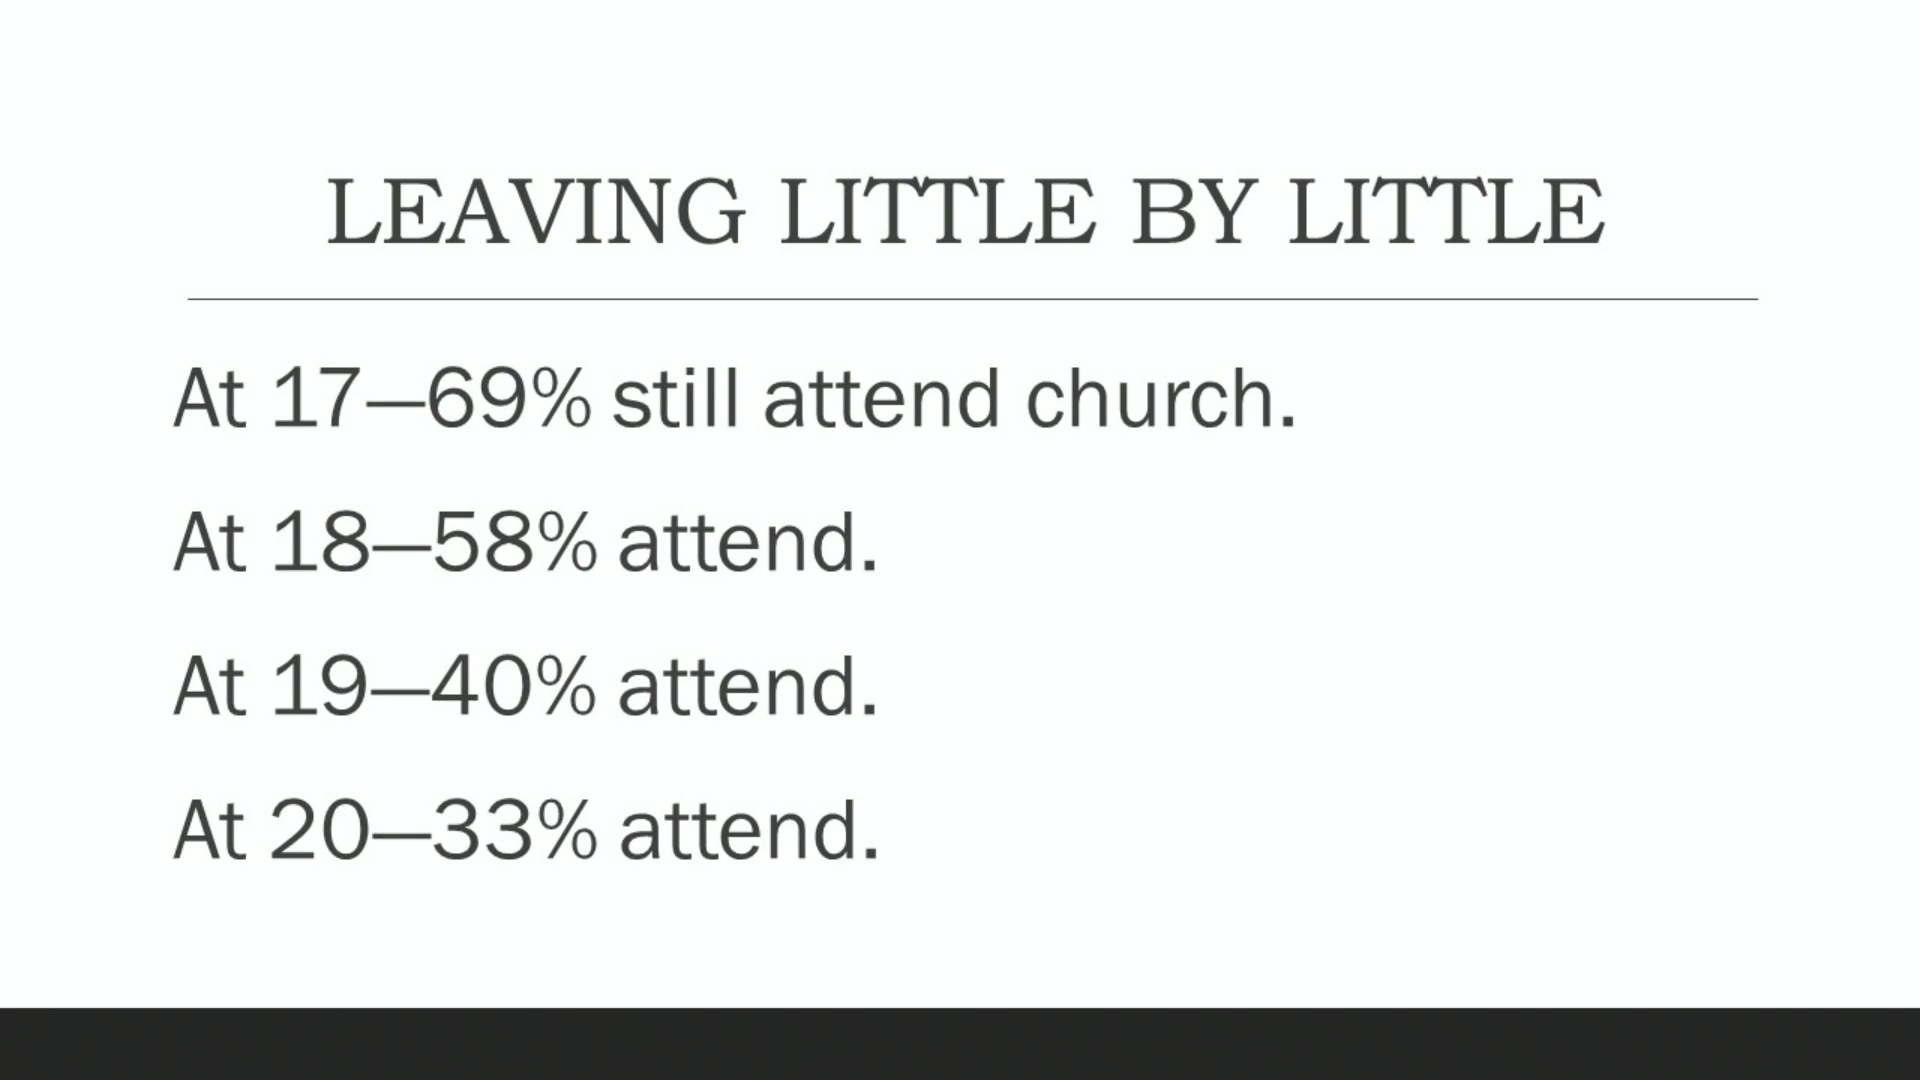 LEAVING LITTLE BY LITTLE
At 17—69% still attend church.
At 18—58% attend.
At 19—40% attend.
At 20—33% attend.